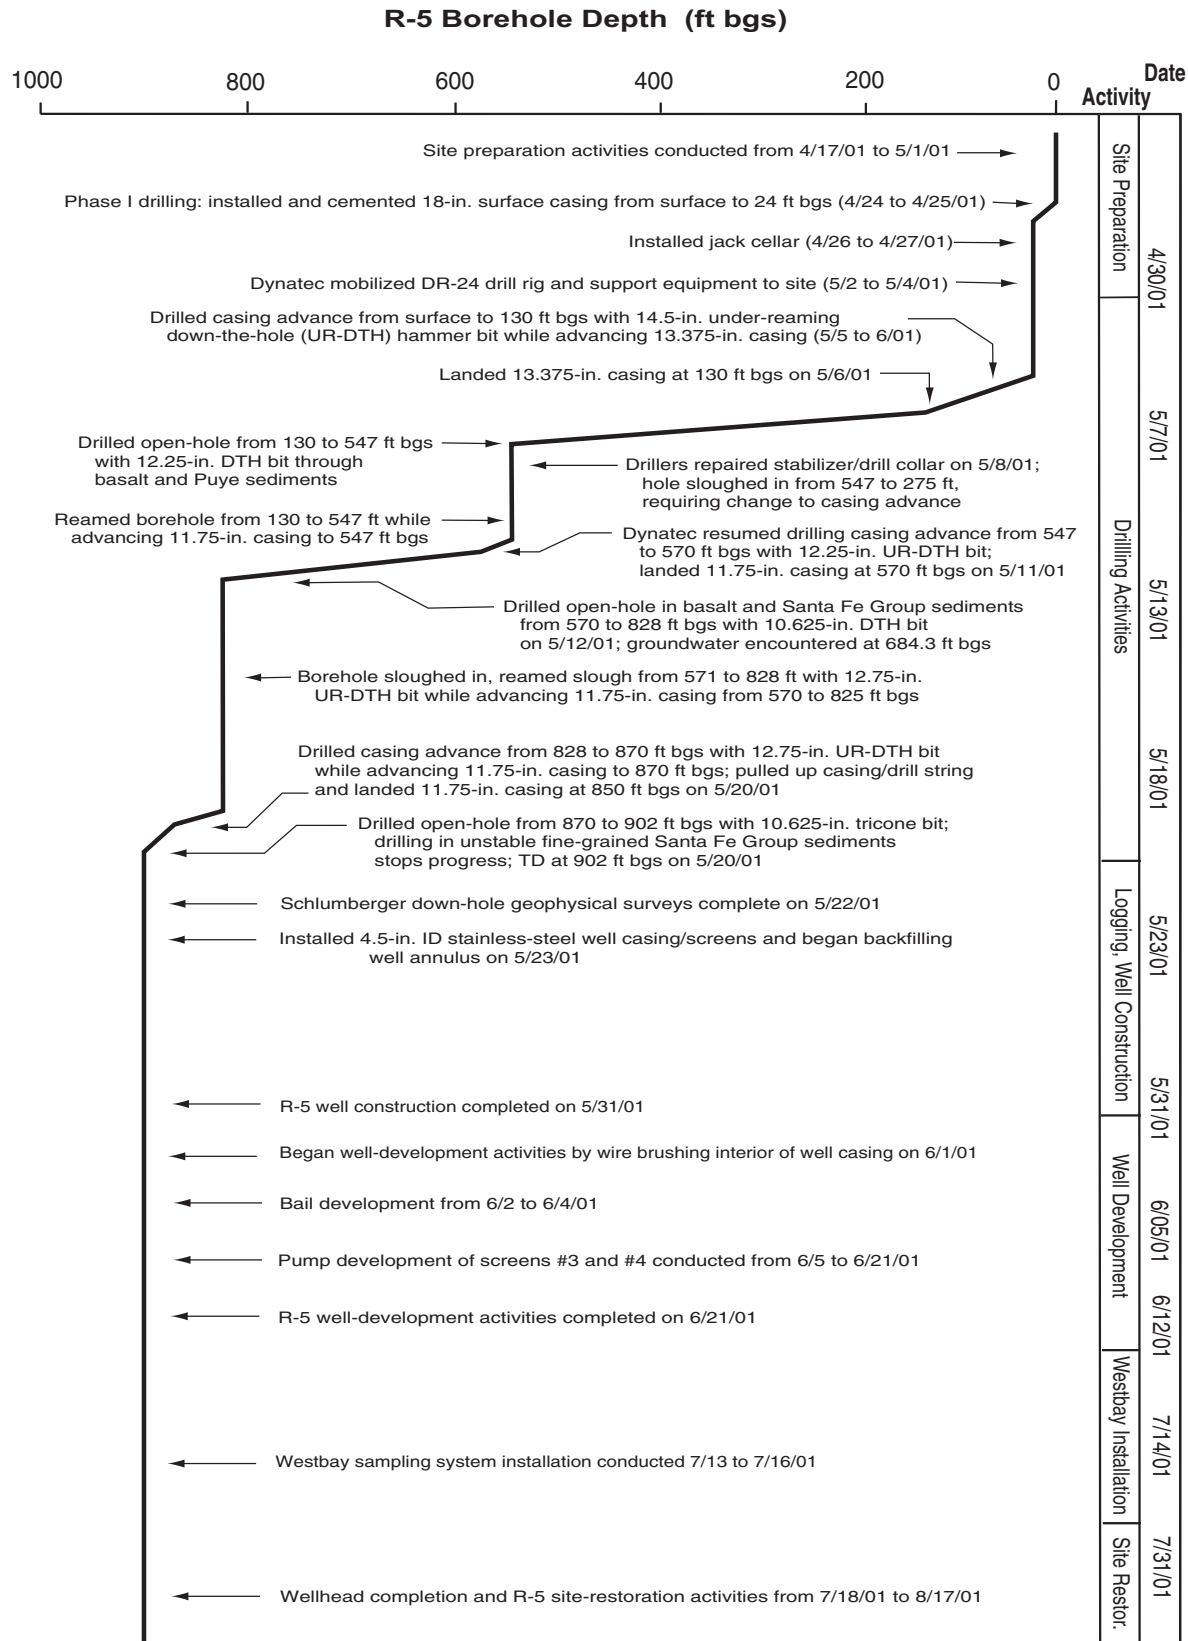 R-5 Borehole Depth (ft bgs)
1000 800 600 400 200 0
Activity
Date
Site preparation activities conducted from 4/17/01 to 5/1/01
Phase I drilling: installed and cemented 18-in. surface casing from surface to 24 ft bgs (4/24 to 4/25/01)
Installed jack cellar (4/26 to 4/27/01)
Dynatec mobilized DR-24 drill rig and support equipment to site (5/2 to 5/4/01)
Drilled casing advance from surface to 130 ft bgs with 14.5-in. under-reaming
down-the-hole (UR-DTH) hammer bit while advancing 13.375-in. casing (5/5 to 6/01)
Landed 13.375-in. casing at 130 ft bgs on 5/6/01
Drilled open-hole from 130 to 547 ft bgs
with 12.25-in. DTH bit through
basalt and Puye sediments
Drillers repaired stabilizer/drill collar on 5/8/01;
hole sloughed in from 547 to 275 ft,
requiring change to casing advance
Reamed borehole from 130 to 547 ft while
advancing 11.75-in. casing to 547 ft bgs
Dynatec resumed drilling casing advance from 547
to 570 ft bgs with 12.25-in. UR-DTH bit;
landed 11.75-in. casing at 570 ft bgs on 5/11/01
Drilled open-hole in basalt and Santa Fe Group sediments
from 570 to 828 ft bgs with 10.625-in. DTH bit
on 5/12/01; groundwater encountered at 684.3 ft bgs
Borehole sloughed in, reamed slough from 571 to 828 ft with 12.75-in.
UR-DTH bit while advancing 11.75-in. casing from 570 to 825 ft bgs
Drilled casing advance from 828 to 870 ft bgs with 12.75-in. UR-DTH bit
while advancing 11.75-in. casing to 870 ft bgs; pulled up casing/drill string
and landed 11.75-in. casing at 850 ft bgs on 5/20/01
Drilled open-hole from 870 to 902 ft bgs with 10.625-in. tricone bit;
drilling in unstable fine-grained Santa Fe Group sediments
stops progress; TD at 902 ft bgs on 5/20/01
Schlumberger down-hole geophysical surveys complete on 5/22/01
Installed 4.5-in. ID stainless-steel well casing/screens and began backfilling
well annulus on 5/23/01
R-5 well construction completed on 5/31/01
Began well-development activities by wire brushing interior of well casing on 6/1/01
Bail development from 6/2 to 6/4/01
Pump development of screens #3 and #4 conducted from 6/5 to 6/21/01
R-5 well-development activities completed on 6/21/01
Westbay sampling system installation conducted 7/13 to 7/16/01
Wellhead completion and R-5 site-restoration activities from 7/18/01 to 8/17/01
Site Preparation
Drillling Activities
Logging, Well Construction
Well Development
Westbay Installation
Site Restor.
4/30/01
5/7/01
5/13/01
5/18/01
5/23/01
5/31/01
6/05/01
6/12/01
7/14/01
7/31/01